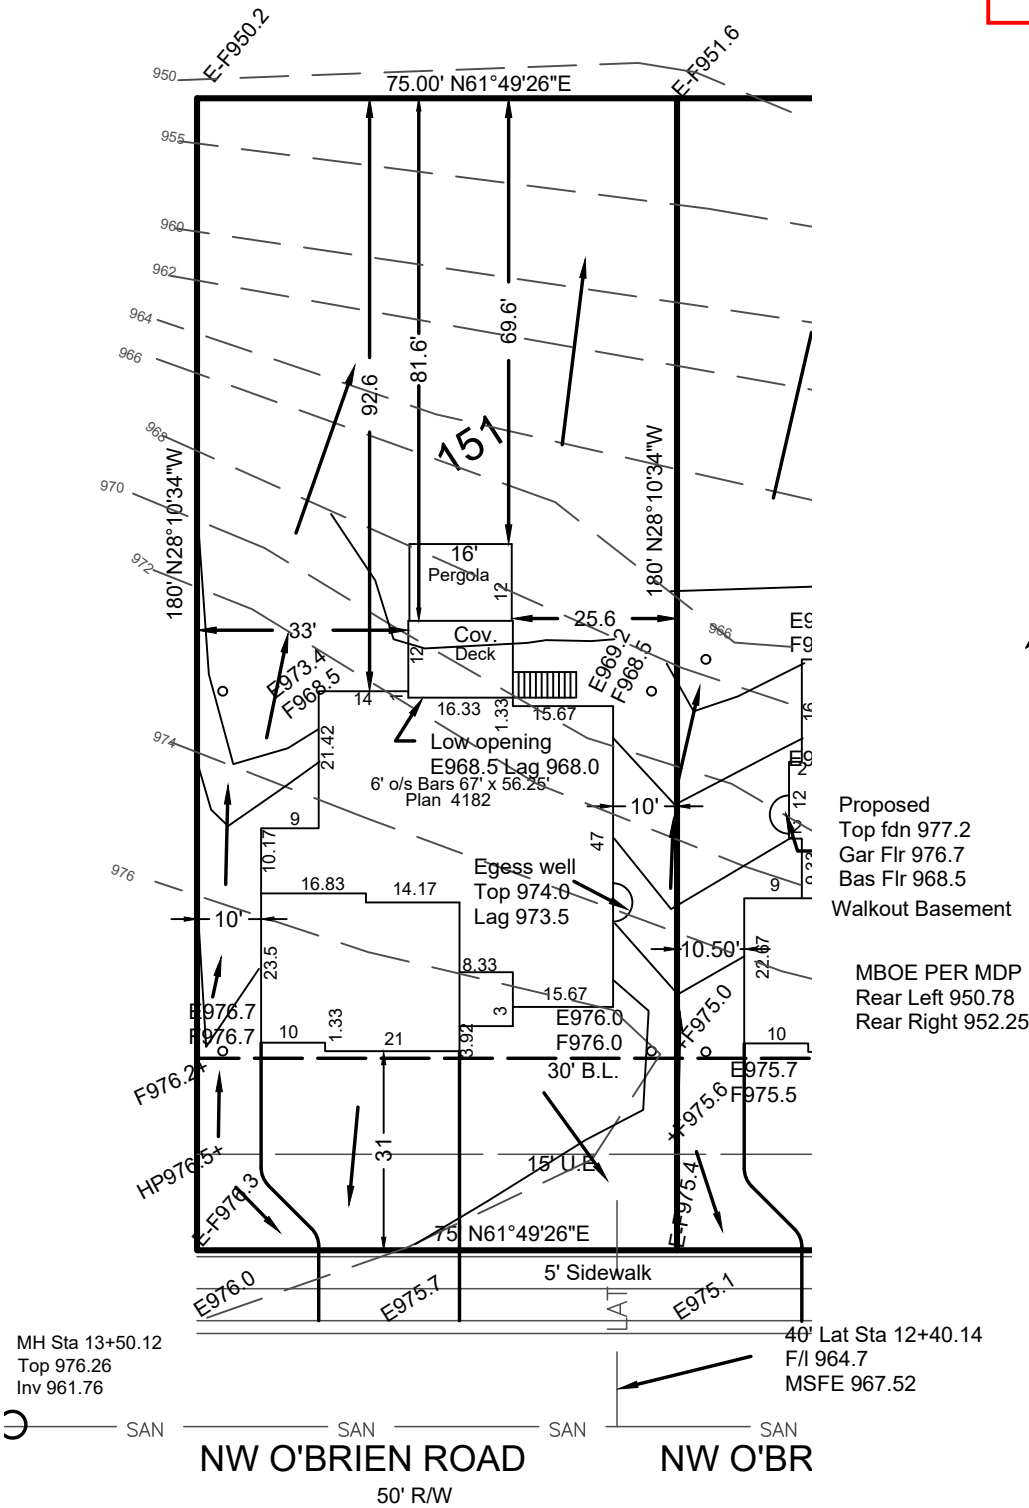 E-F950.2
E-F951.6
950
75.00' N61°49'26"E
955
960
962
964
966
968
970
972
974
976
92.6
81.6'
69.6'
151
180' N28°10'34"W
180' N28°10'34"W
16'
Pergola
12
33'
25.6
Cov.
Deck
12
966
E9
F9
E973.4
F968.5
E969.2
F968.5
14
16.33
1.33
15.67
16
21.42
Low opening
E968.5 Lag 968.0
6' o/s Bars 67' x 56.25'
Plan 4182
E9
2
12
2
10'
47
9
10.17
Proposed
Top fdn 977.2
Gar Flr 976.7
Bas Flr 968.5
Walkout Basement
Egess well
Top 974.0
Lag 973.5
16.83
14.17
9
9.33
10'
10.50'
22.67
23.5
8.33
3
15.67
MBOE PER MDP
Rear Left 950.78
Rear Right 952.25
E976.7
F976.7
E976.0
F976.0
+F975.0
10
1.33
21
3.92
10
30' B.L.
E975.7
F975.5
F976.2+
+F975.6
31
HP976.5+
15' U.E
E-F976.3
E-F975.4
75' N61°49'26"E
5' Sidewalk
E976.0
E975.7
E975.1
LAT
MH Sta 13+50.12
Top 976.26
Inv 961.76
40' Lat Sta 12+40.14
F/l 964.7
MSFE 967.52
SAN
SAN
SAN
SAN
NW O'BRIEN ROAD
NW O'BR
50' R/W